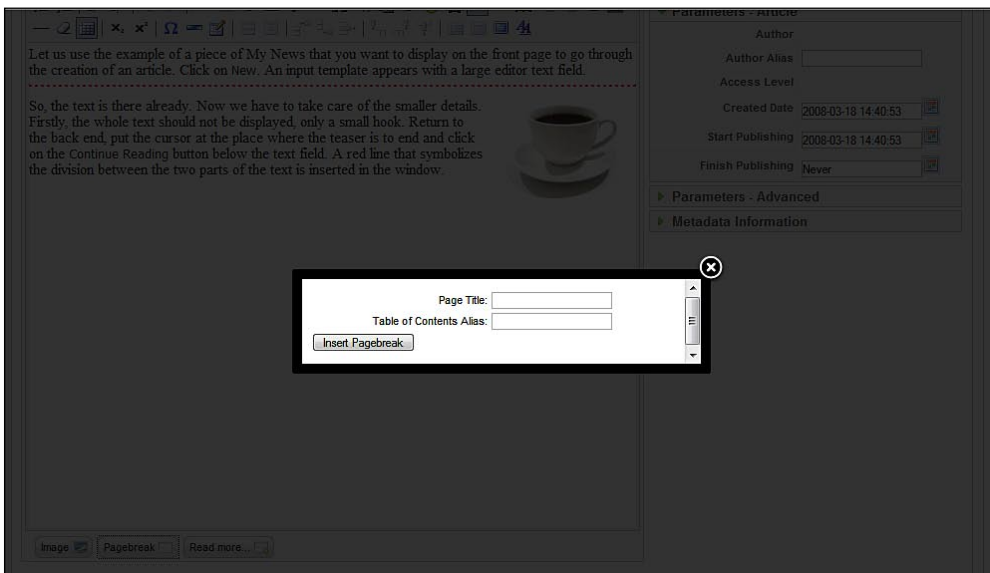 Parameters - Article
Let us use the example of a piece of My News that you want to display on the front page to go through
the creation of an article. Click on New. An input template appears with a large editor text field.
So, the text is there already. Now we have to take care of the smaller details.
Firstly, the whole text should not be displayed, only a small hook. Return to
the back end, put the cursor at the place where the teaser is to end and click
on the Continue Reading button below the text field. A red line that symbolizes
the division between the two parts of the text is inserted in the window.
Author
Author Alias
Access Level
Created Date 2008-03-18 14:40:53
Start Publishing 2008-03-18 14:40:53
Finish Publishing Never
Parameters - Advanced
Metadata Information
Page Title:
Table of Contents Alias:
Insert Pagebreak
Image
Pagebreak
Read more...